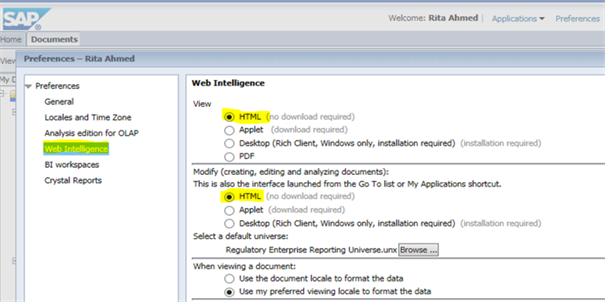 SAP
Welcome: Rita Ahmed | Applications Preferences
Home Documents
View
Preferences – Rita Ahmed
My D
Preferences
General
Locales and Time Zone
Analysis edition for OLAP
Web Intelligence
BI workspaces
Crystal Reports
Web Intelligence
View
HTML (no download required)
Applet (download required)
Desktop (Rich Client, Windows only, installation required) (installation required)
PDF
Modify (creating, editing and analyzing documents):
This is also the interface launched from the Go To list or My Applications shortcut.
HTML (no download required)
Applet (download required)
Desktop (Rich Client, Windows only, installation required) (installation required)
Select a default universe:
Regulatory Enterprise Reporting Universe.unx Browse ...
When viewing a document:
Use the document locale to format the data
Use my preferred viewing locale to format the data